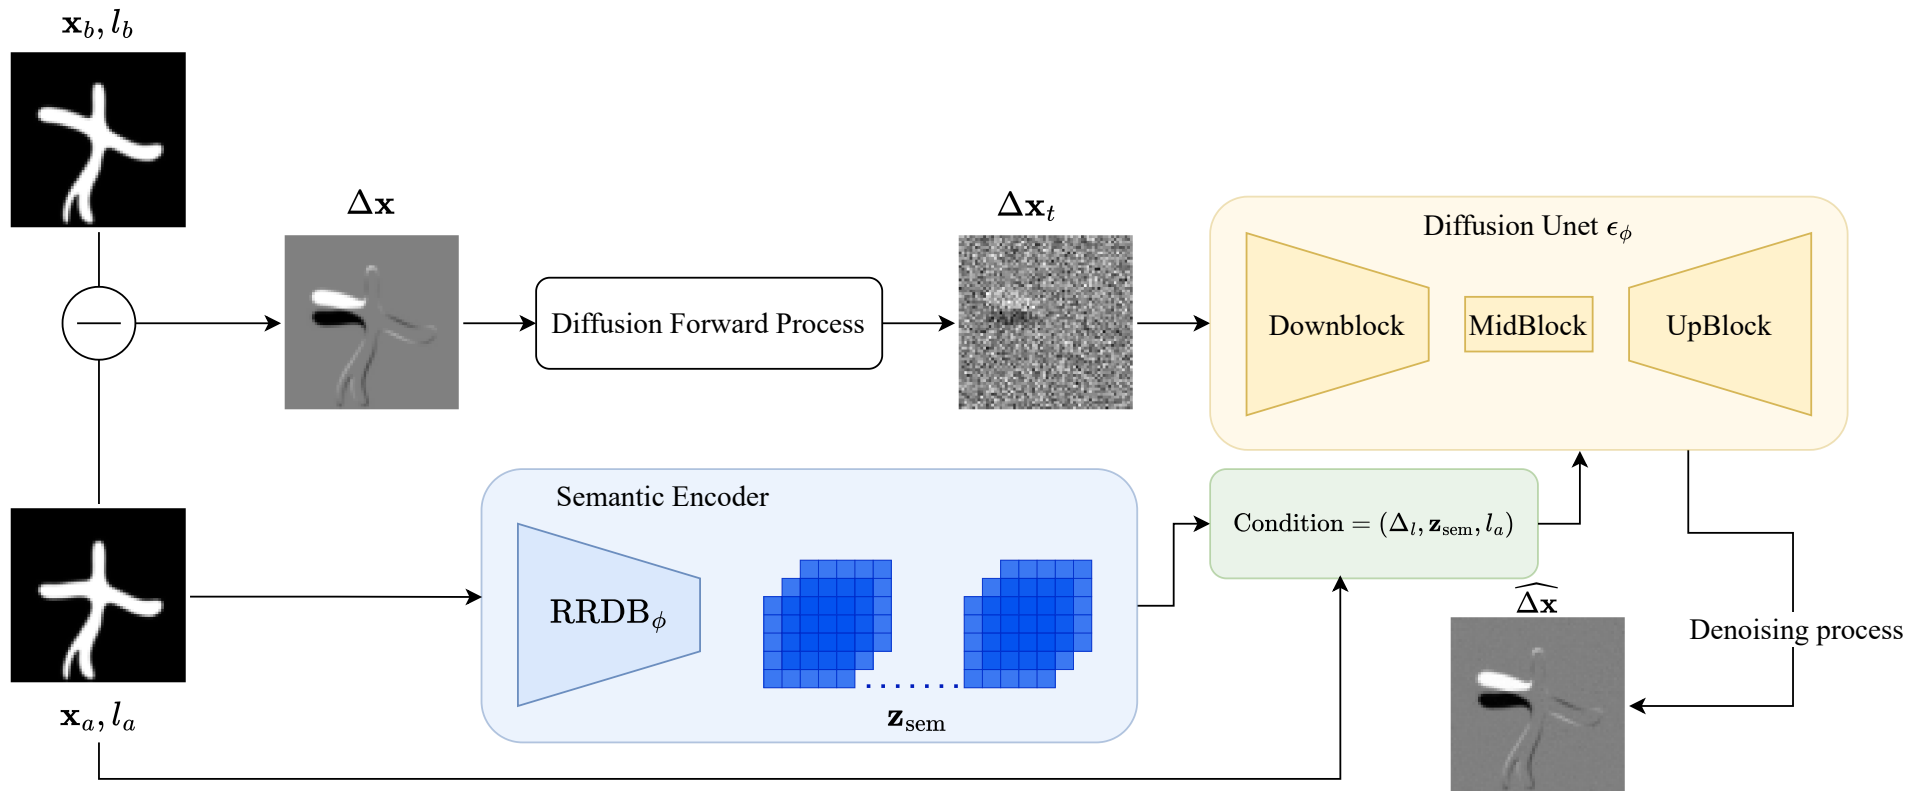 𝐱_b, l_b
Δ𝐱
Δ𝐱_t
Diffusion Unet ϵ_ϕ
Diffusion Forward Process
Downblock
MidBlock
UpBlock
Semantic Encoder
RRDB_ϕ
𝐳_sem
Condition = (Δ_l, 𝐳_sem, l_a)
\widehat{Δ𝐱}
Denoising process
𝐱_a, l_a